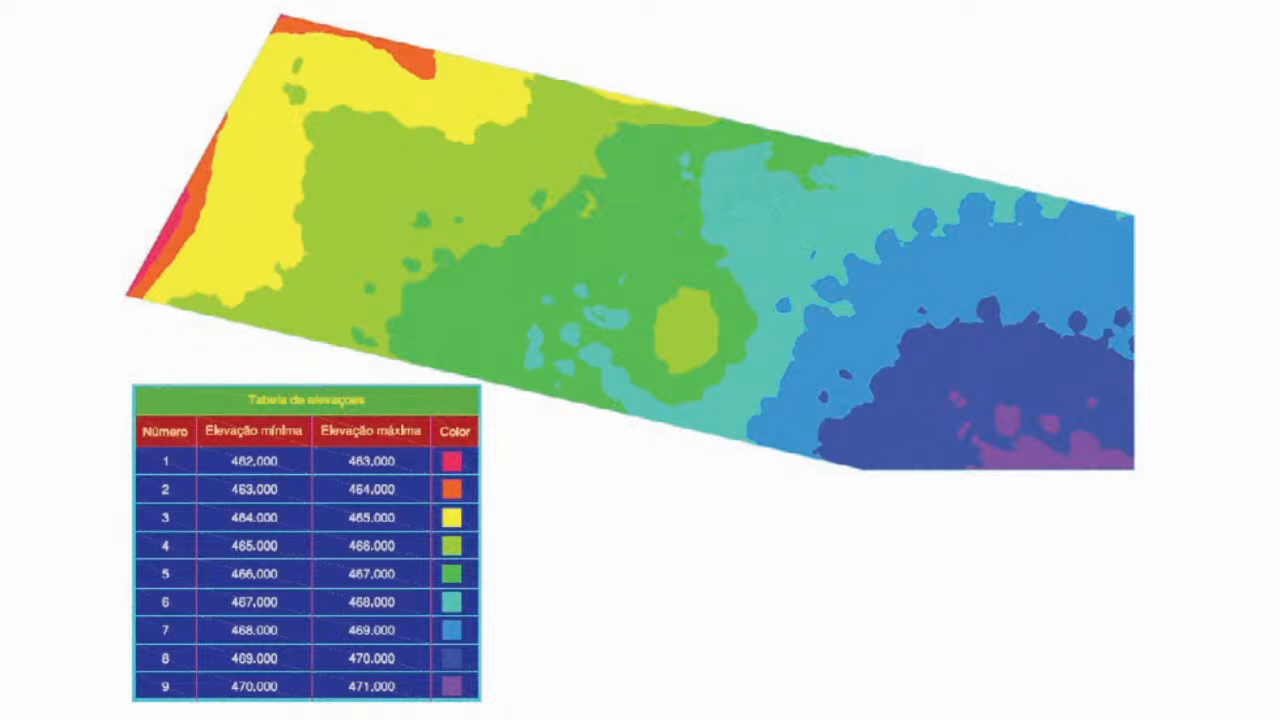 Tabela de elevaçoes
Número Elevação mínima Elevação máxima Color
1 462.000 463.000
2 463.000 464.000
3 464.000 465.000
4 465.000 466.000
5 466.000 467.000
6 467.000 468.000
7 468.000 469.000
8 469.000 470.000
9 470.000 471.000